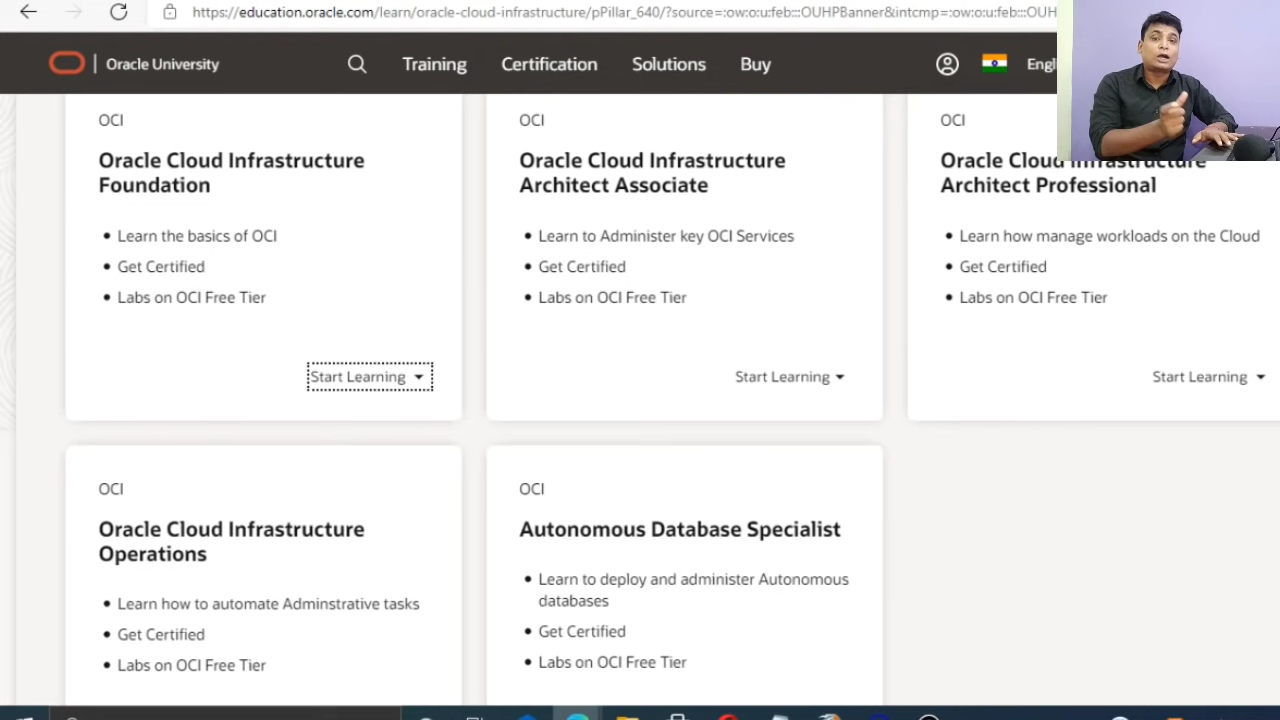 https://education.oracle.com/learn/oracle-cloud-infrastructure/pPillar_640/?source=:ow:o:u:feb:::OUHPBanner&intcmp=:ow:o:u:feb:::OUH
Oracle University
Training
Certification
Solutions
Buy
Engl
OCI
Oracle Cloud Infrastructure
Foundation
• Learn the basics of OCI
• Get Certified
• Labs on OCI Free Tier
Start Learning
OCI
Oracle Cloud Infrastructure
Architect Associate
• Learn to Administer key OCI Services
• Get Certified
• Labs on OCI Free Tier
Start Learning
OCI
Oracle Cloud Infrastructure
Architect Professional
• Learn how manage workloads on the Cloud
• Get Certified
• Labs on OCI Free Tier
Start Learning
OCI
Oracle Cloud Infrastructure
Operations
• Learn how to automate Adminstrative tasks
• Get Certified
• Labs on OCI Free Tier
OCI
Autonomous Database Specialist
• Learn to deploy and administer Autonomous
databases
• Get Certified
• Labs on OCI Free Tier